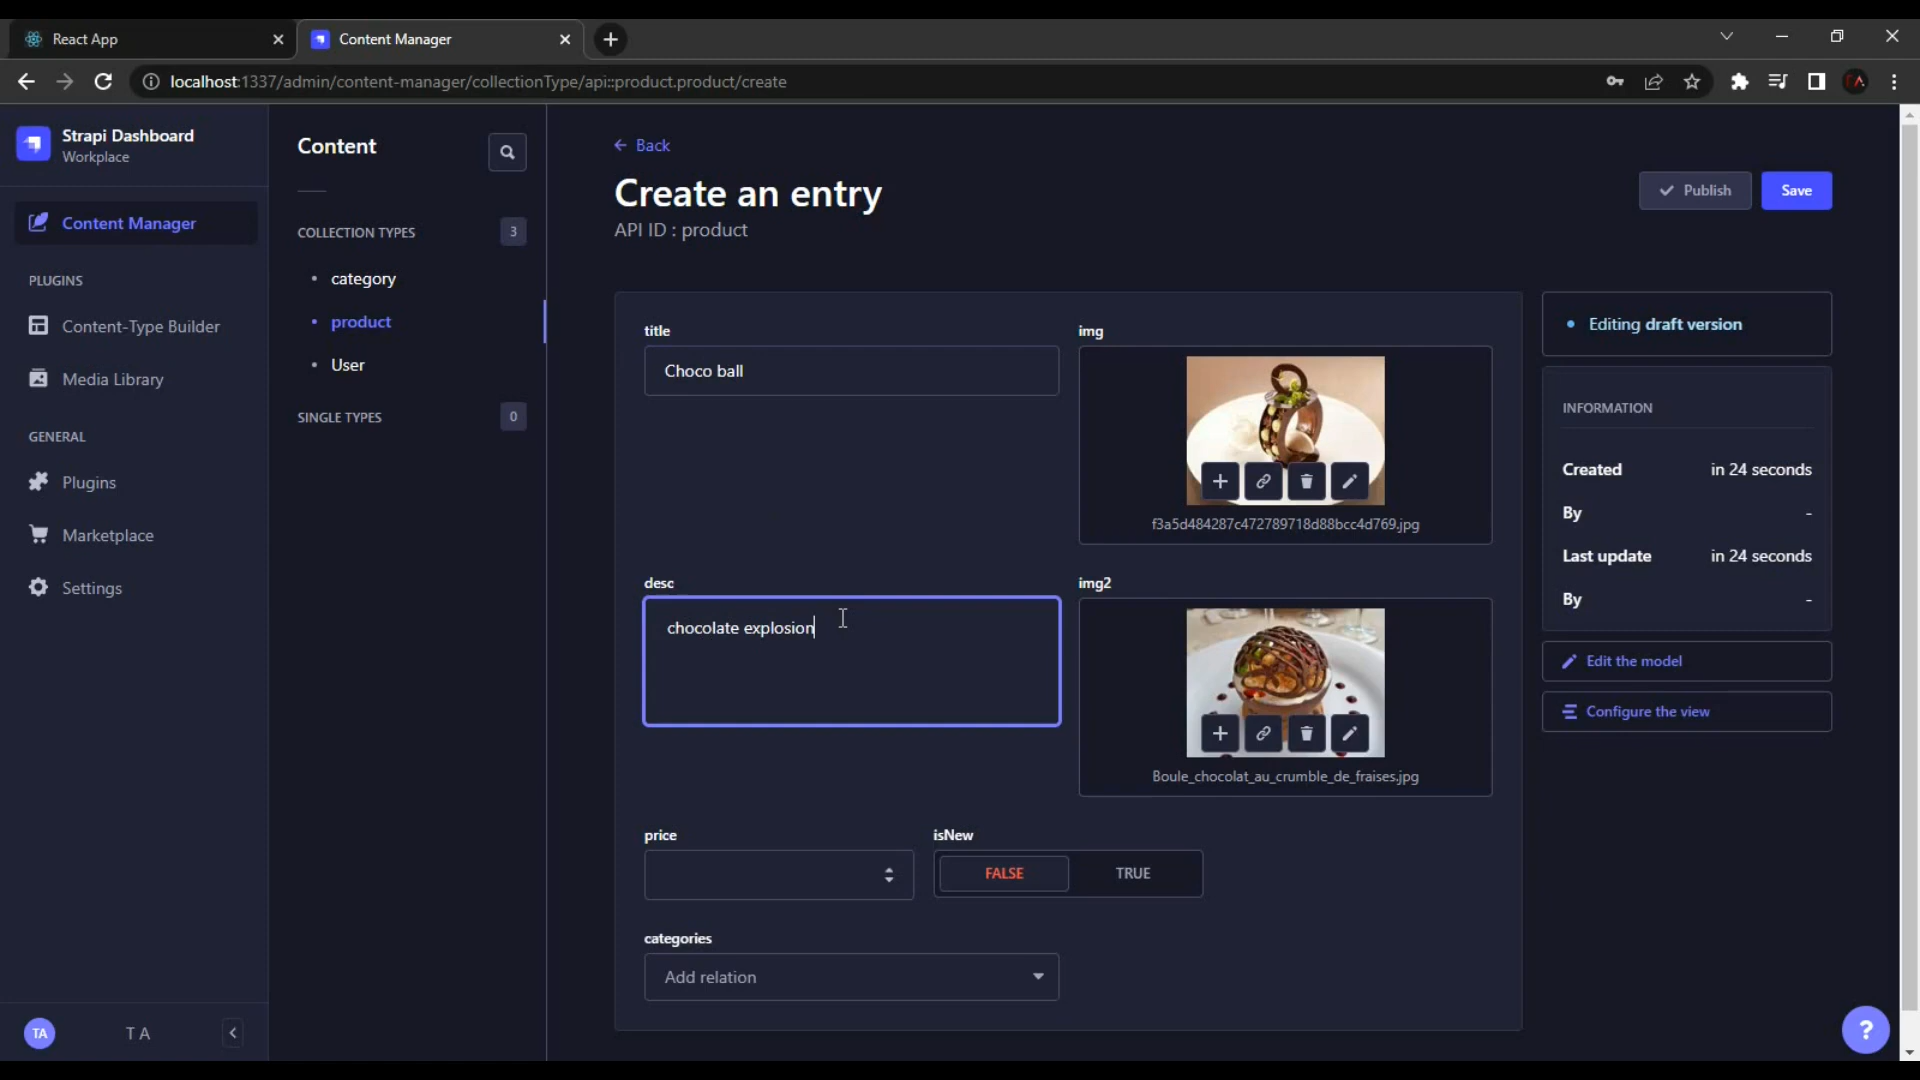 React App
Content Manager
localhost:1337/admin/content-manager/collectionType/api::product.product/create
Strapi Dashboard
Workplace
Content Manager
PLUGINS
Content-Type Builder
Media Library
GENERAL
Plugins
Marketplace
Settings
TA
T A
Content
COLLECTION TYPES 3
category
product
User
SINGLE TYPES 0
Back
Create an entry
API ID : product
Publish
Save
title
Choco ball
img
f3a5d484287c472789718d88bcc4d769.jpg
desc
chocolate explosion
img2
Boule_chocolat_au_crumble_de_fraises.jpg
price
isNew
FALSE
TRUE
categories
Add relation
Editing draft version
INFORMATION
Created in 24 seconds
By -
Last update in 24 seconds
By -
Edit the model
Configure the view
?